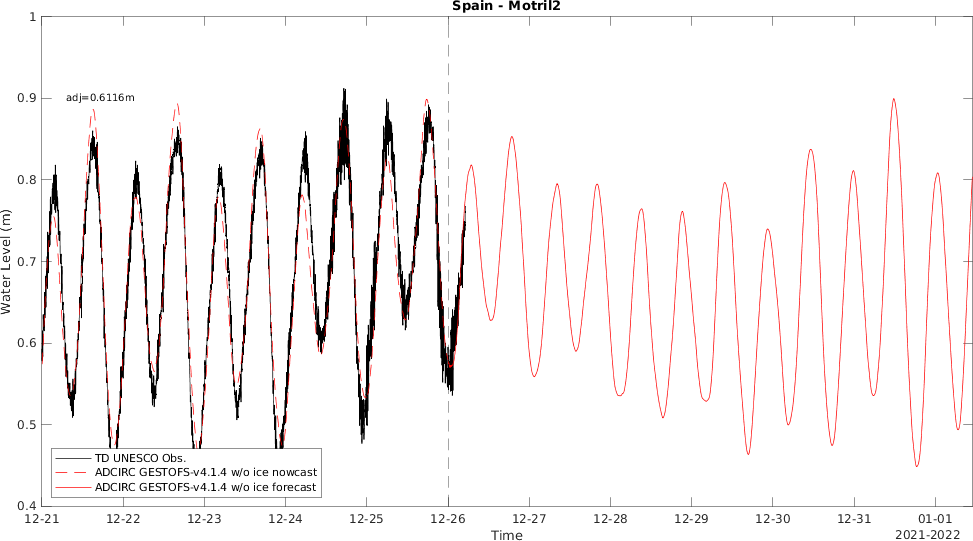 Spain - Motril2
1
0.9
0.8
0.7
0.6
0.5
0.4
Water Level (m)
adj=0.6116m
TD UNESCO Obs.
ADCIRC GESTOFS-v4.1.4 w/o ice nowcast
ADCIRC GESTOFS-v4.1.4 w/o ice forecast
12-21 12-22 12-23 12-24 12-25 12-26 12-27 12-28 12-29 12-30 12-31 01-01
Time
2021-2022